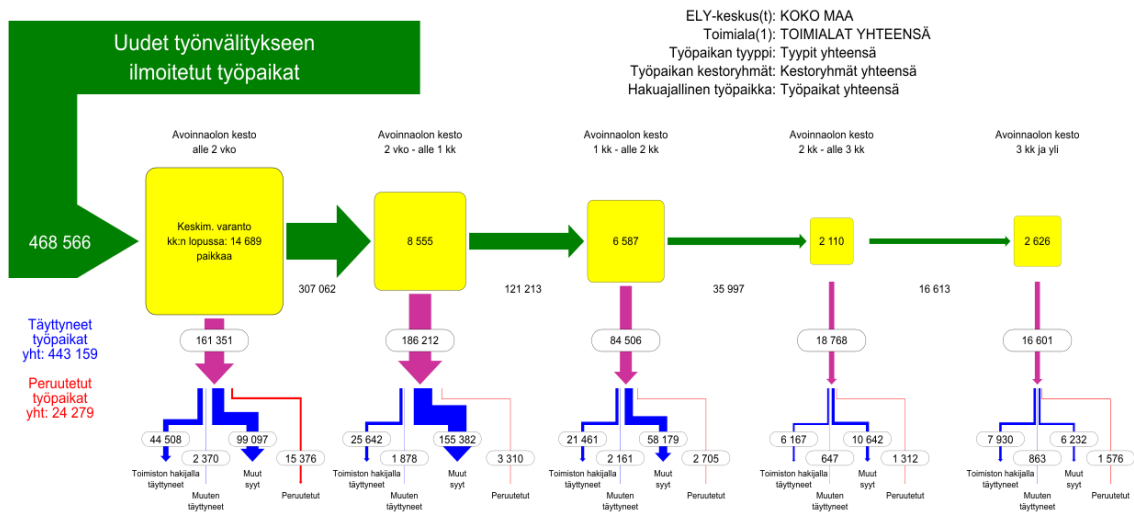 Uudet työnvälitykseen
ilmoitetut työpaikat
ELY-keskus(t): KOKO MAA
Toimiala(1): TOIMIALAT YHTEENSÄ
Työpaikan tyyppi: Tyypit yhteensä
Työpaikan kestoryhmät: Kestoryhmät yhteensä
Hakuajallinen työpaikka: Työpaikat yhteensä
Avoinnaolon kesto
alle 2 vko
Avoinnaolon kesto
2 vko - alle 1 kk
Avoinnaolon kesto
1 kk - alle 2 kk
Avoinnaolon kesto
2 kk - alle 3 kk
Avoinnaolon kesto
3 kk ja yli
468 566
Keskim. varanto
kk:n lopussa: 14 689
paikkaa
8 555
6 587
2 110
2 626
307 062
121 213
35 997
16 613
Täyttyneet
työpaikat
yht: 443 159
161 351
186 212
84 506
18 768
16 601
Peruutetut
työpaikat
yht: 24 279
44 508
2 370
99 097
15 376
Toimiston hakijalla
täyttyneet
Muuten
täyttyneet
Muut
syyt
Peruutetut
25 642
1 878
155 382
3 310
Toimiston hakijalla
täyttyneet
Muuten
täyttyneet
Muut
syyt
Peruutetut
21 461
2 161
58 179
2 705
Toimiston hakijalla
täyttyneet
Muuten
täyttyneet
Muut
syyt
Peruutetut
6 167
647
10 642
1 312
Toimiston hakijalla
täyttyneet
Muuten
täyttyneet
Muut
syyt
Peruutetut
7 930
863
6 232
1 576
Toimiston hakijalla
täyttyneet
Muuten
täyttyneet
Muut
syyt
Peruutetut